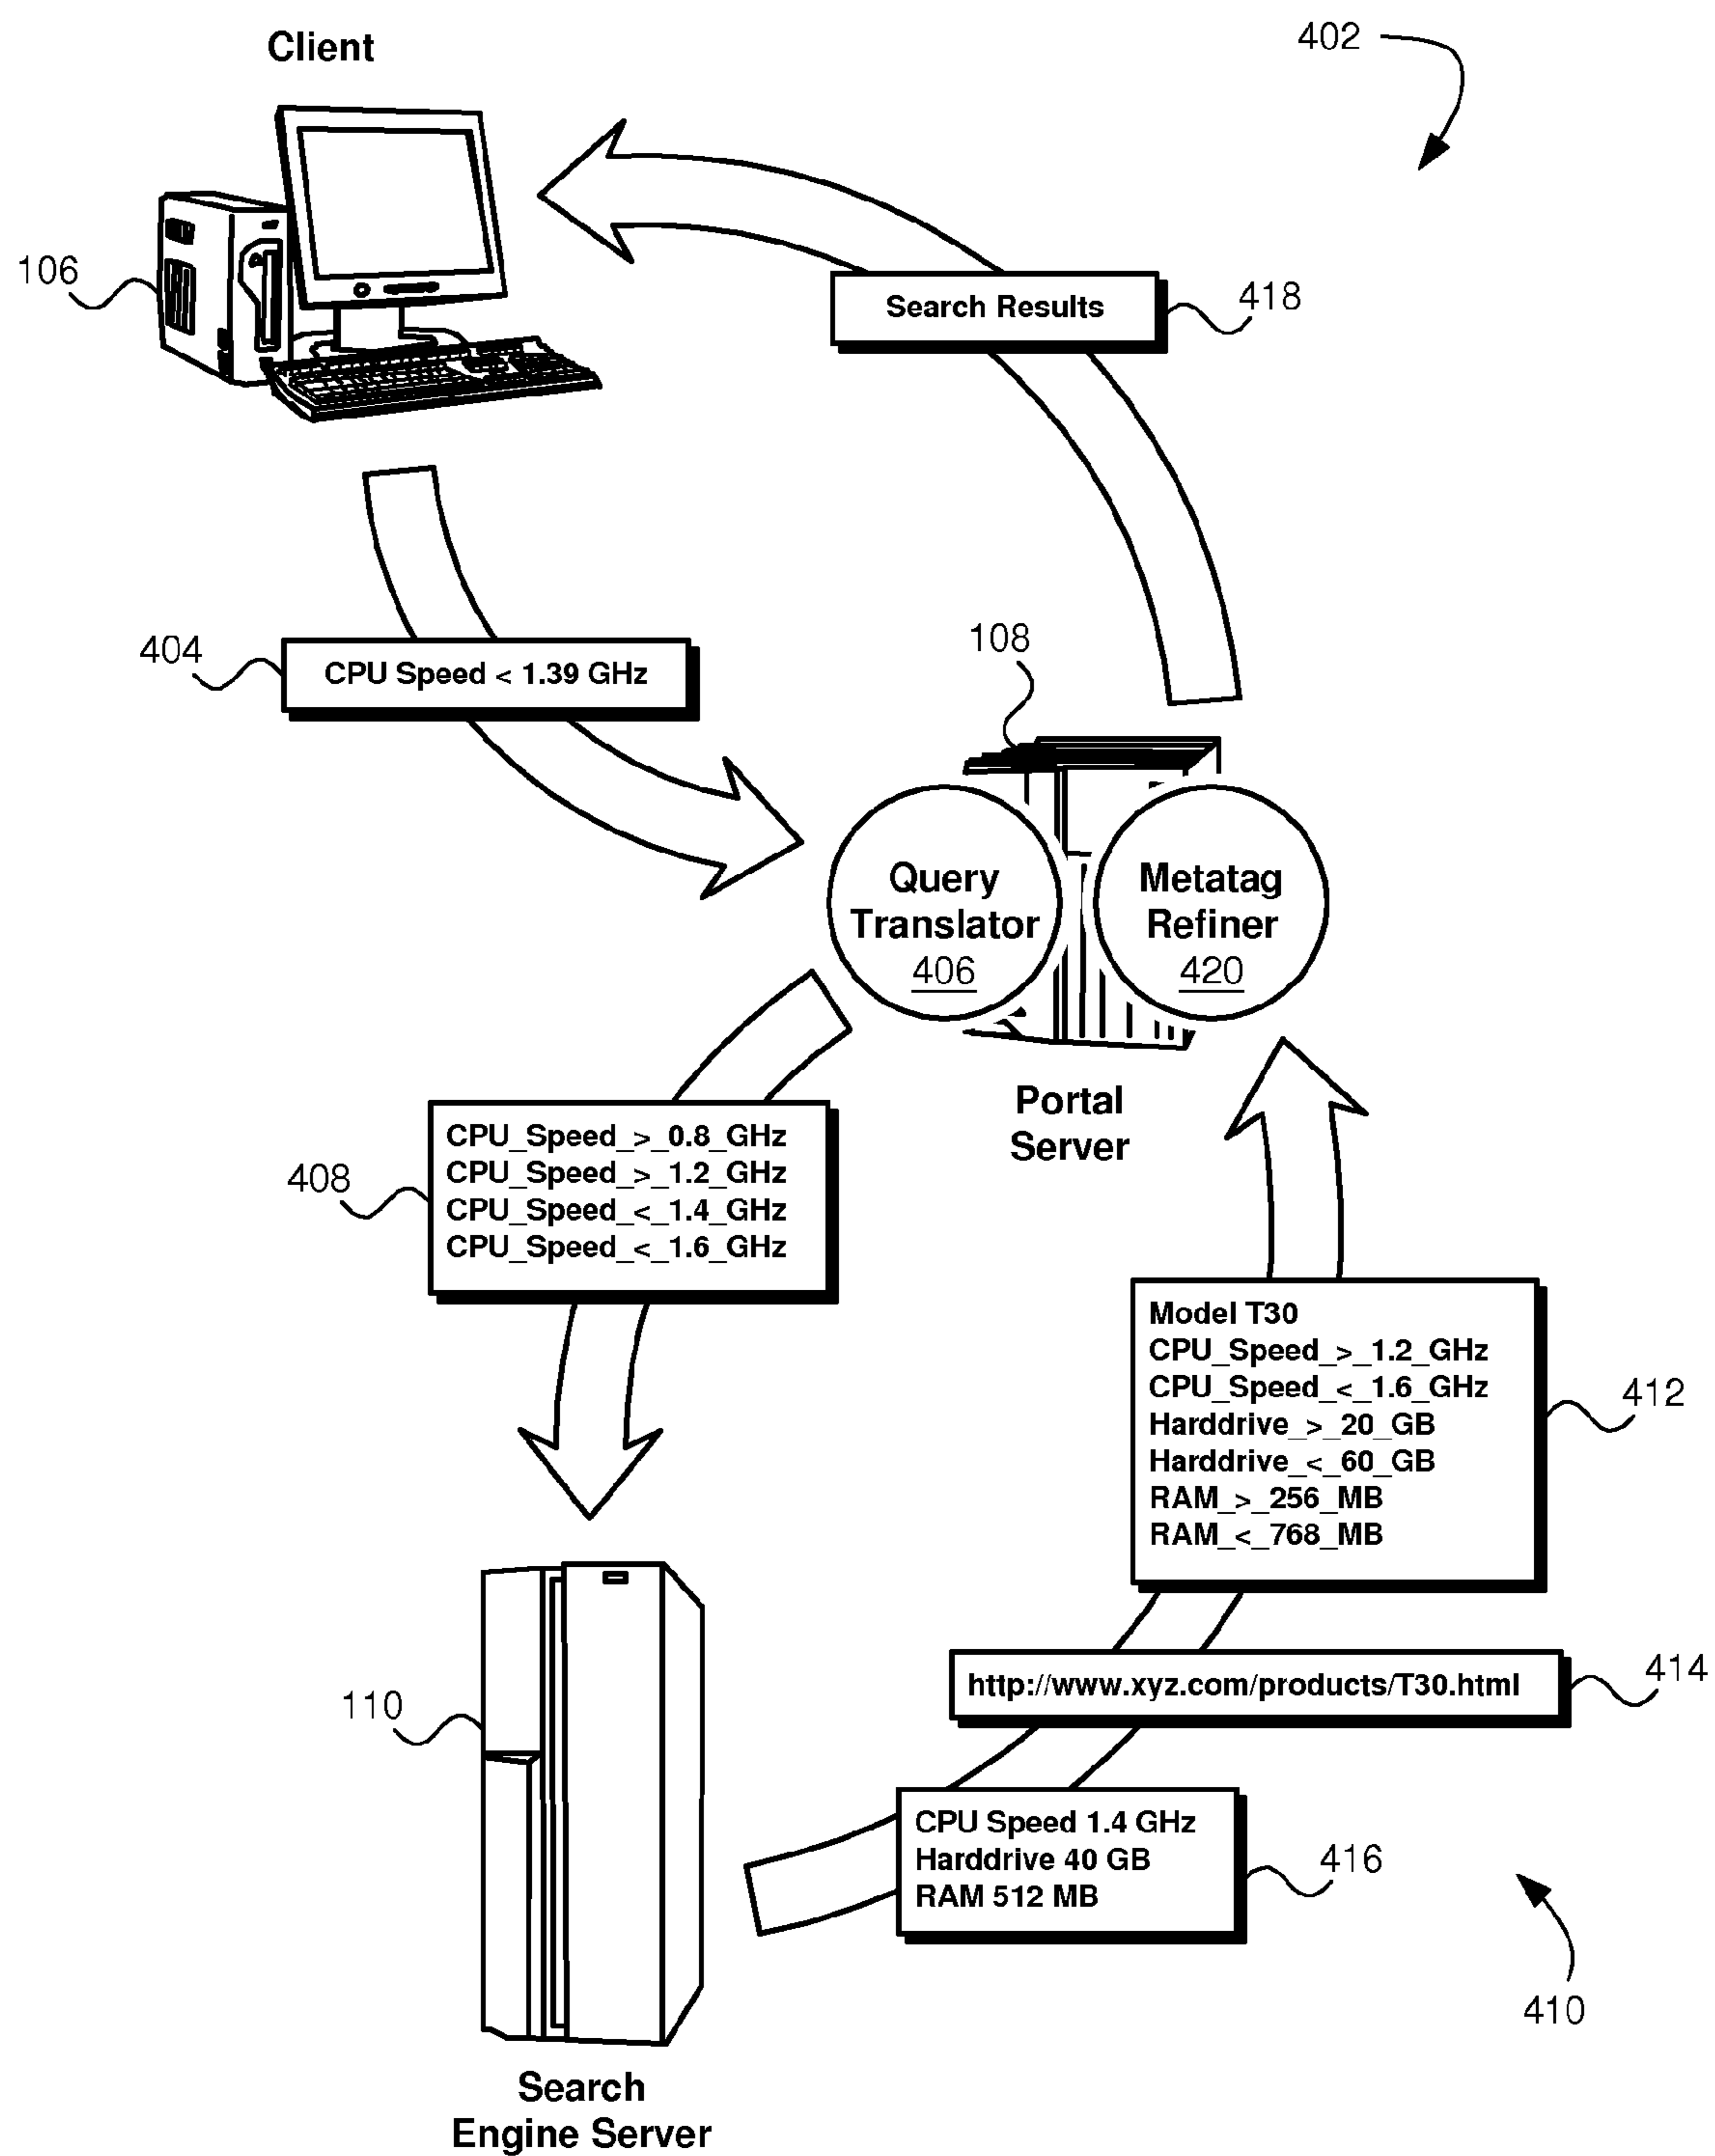 Client
402
106
Search Results
418
404
CPU Speed < 1.39 GHz
108
Query
Translator
406
Metatag
Refiner
420
Portal
Server
408
CPU_Speed_>_0.8_GHz
CPU_Speed_>_1.2_GHz
CPU_Speed_<_1.4_GHz
CPU_Speed_<_1.6_GHz
Model T30
CPU_Speed_>_1.2_GHz
CPU_Speed_<_1.6_GHz
Harddrive_>_20_GB
Harddrive_<_60_GB
RAM_>_256_MB
RAM_<_768_MB
412
http://www.xyz.com/products/T30.html
414
110
CPU Speed 1.4 GHz
Harddrive 40 GB
RAM 512 MB
416
410
Search
Engine Server